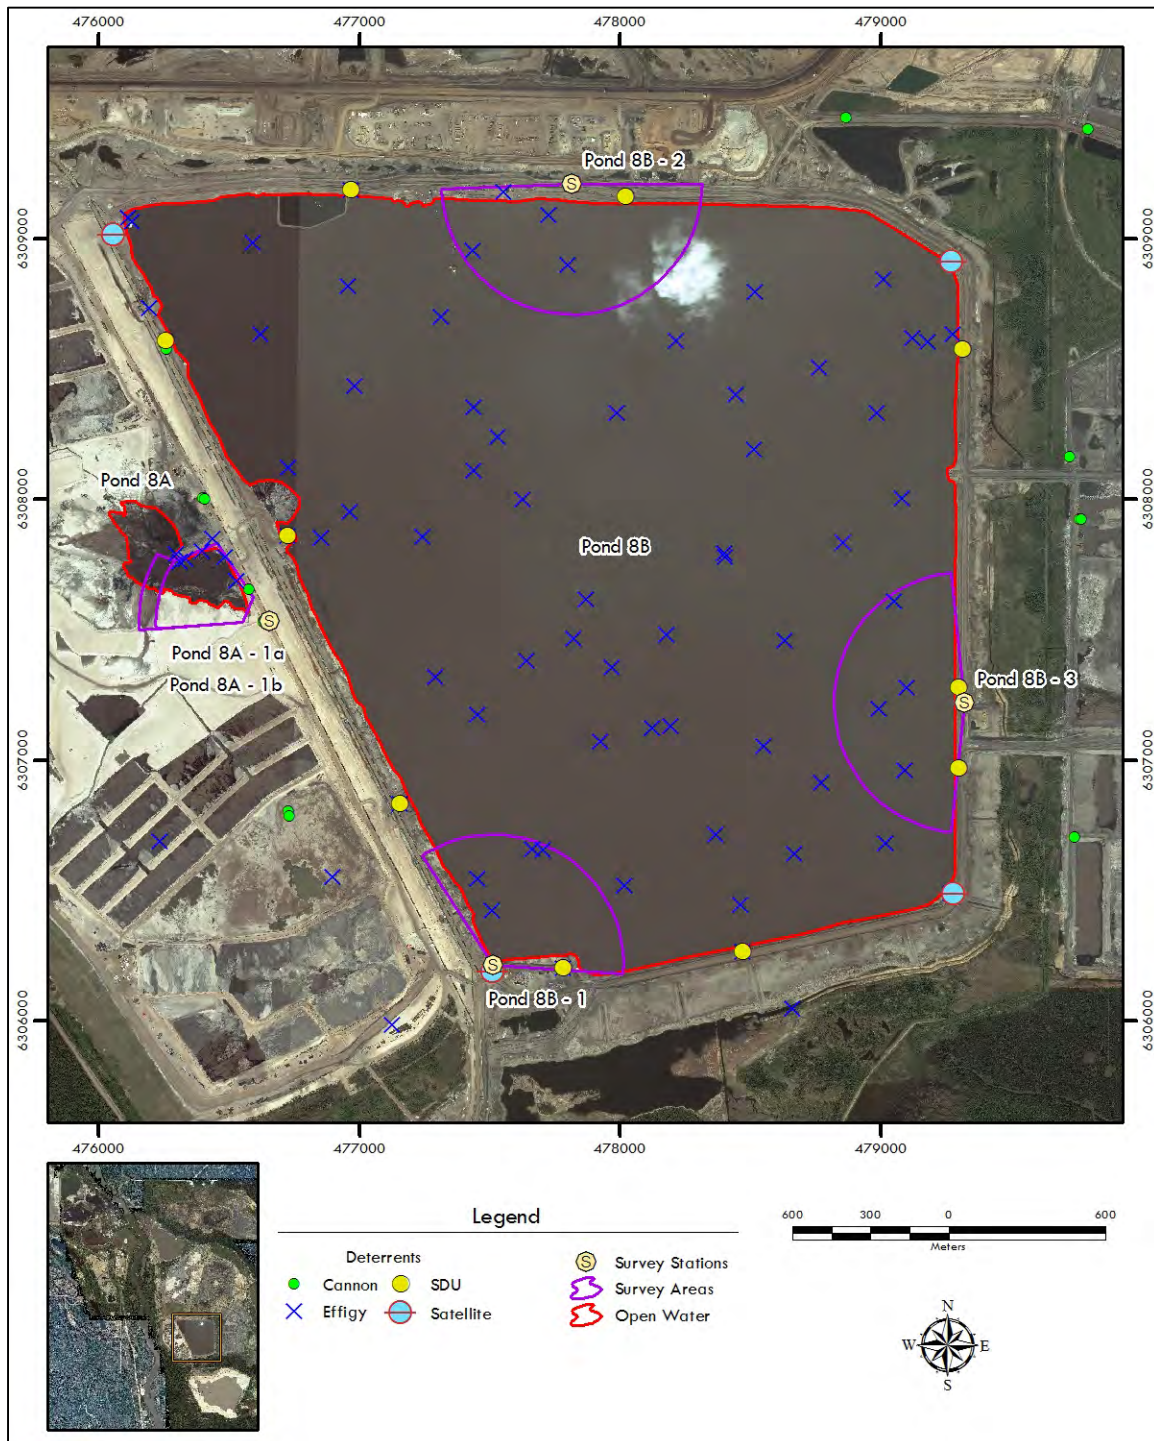 476000 477000 478000 479000
Pond 8B - 2
S
6309000 6309000
Pond 8A
6308000 6308000
Pond 8B
S
Pond 8A - 1a
Pond 8A - 1b
Pond 8B - 3
S
6307000 6307000
S
Pond 8B - 1
6306000 6306000
476000 477000 478000 479000
Legend
Deterrents
Cannon SDU
Effigy Satellite
S Survey Stations
Survey Areas
Open Water
600 300 0 600
Meters
N
W E
S